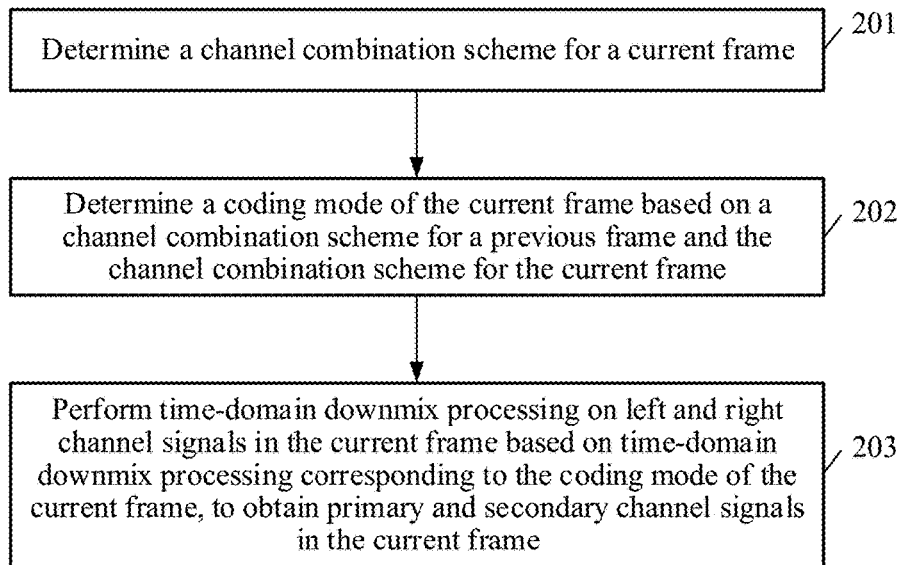 Determine a channel combination scheme for a current frame
201
Determine a coding mode of the current frame based on a
channel combination scheme for a previous frame and the
channel combination scheme for the current frame
202
Perform time-domain downmix processing on left and right
channel signals in the current frame based on time-domain
downmix processing corresponding to the coding mode of the
current frame, to obtain primary and secondary channel signals
in the current frame
203